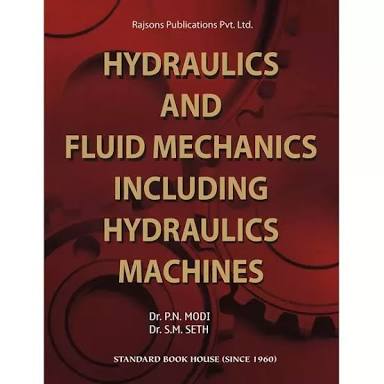 Rajsons Publications Pvt. Ltd.
HYDRAULICS
AND
FLUID MECHANICS
INCLUDING
HYDRAULICS
MACHINES
Dr. P.N. MODI
Dr. S.M. SETH
STANDARD BOOK HOUSE (SINCE 1960)